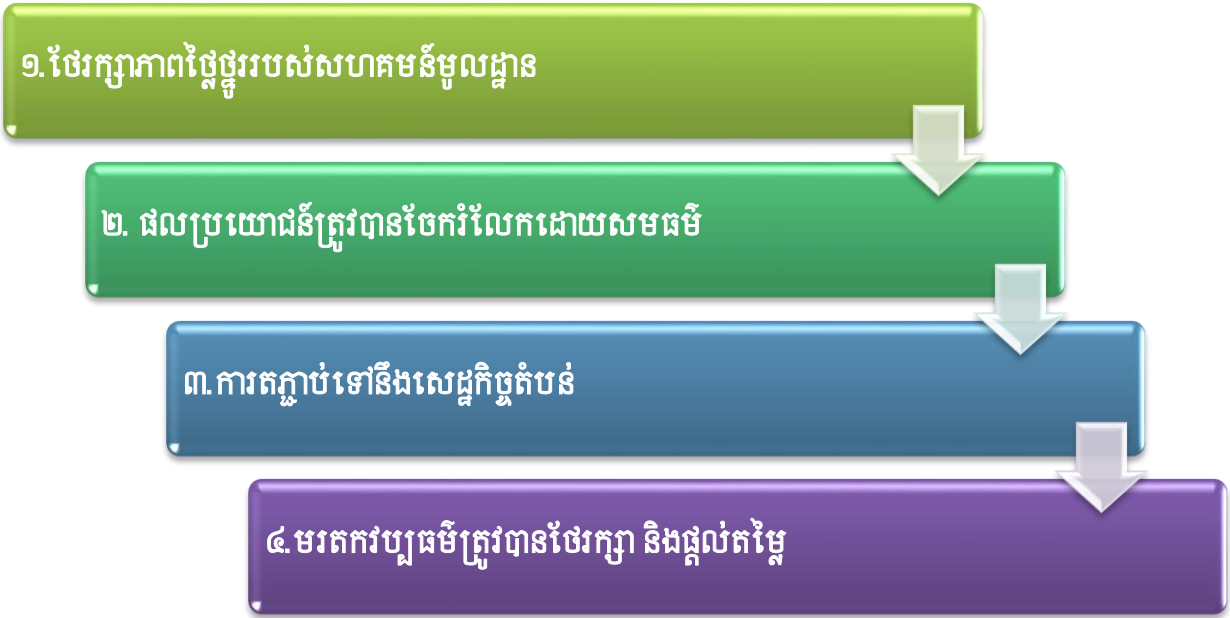 ១.ថែរក្សាភាពថ្លៃថ្នូររបស់សហគមន៍មូលដ្ឋាន
២. ផលប្រយោជន៍ត្រូវបានចែករំលែកដោយសមធម៌
៣.ការតភ្ជាប់ទៅនឹងសេដ្ឋកិច្ចតំបន់
៤.មរតកវប្បធម៌ត្រូវបានថែរក្សា និងផ្តល់តម្លៃ